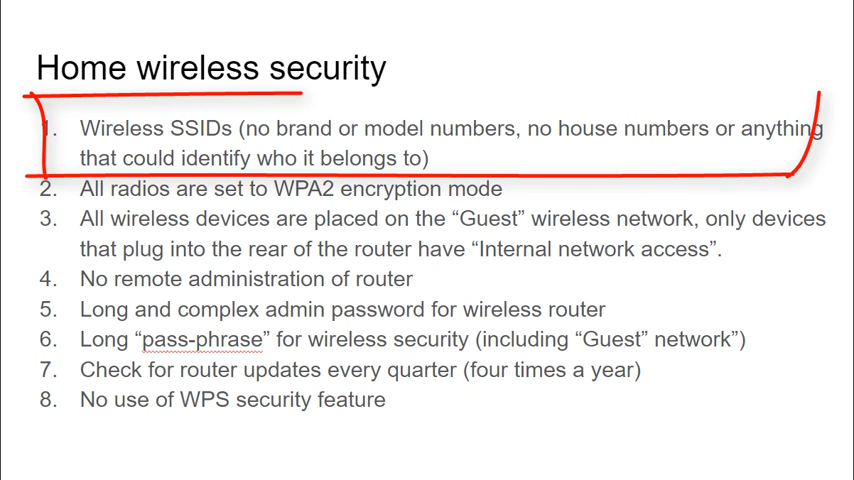 Home wireless security
1. Wireless SSIDs (no brand or model numbers, no house numbers or anything
that could identify who it belongs to)
2. All radios are set to WPA2 encryption mode
3. All wireless devices are placed on the “Guest” wireless network, only devices
that plug into the rear of the router have “Internal network access”.
4. No remote administration of router
5. Long and complex admin password for wireless router
6. Long “pass-phrase” for wireless security (including “Guest” network”)
7. Check for router updates every quarter (four times a year)
8. No use of WPS security feature